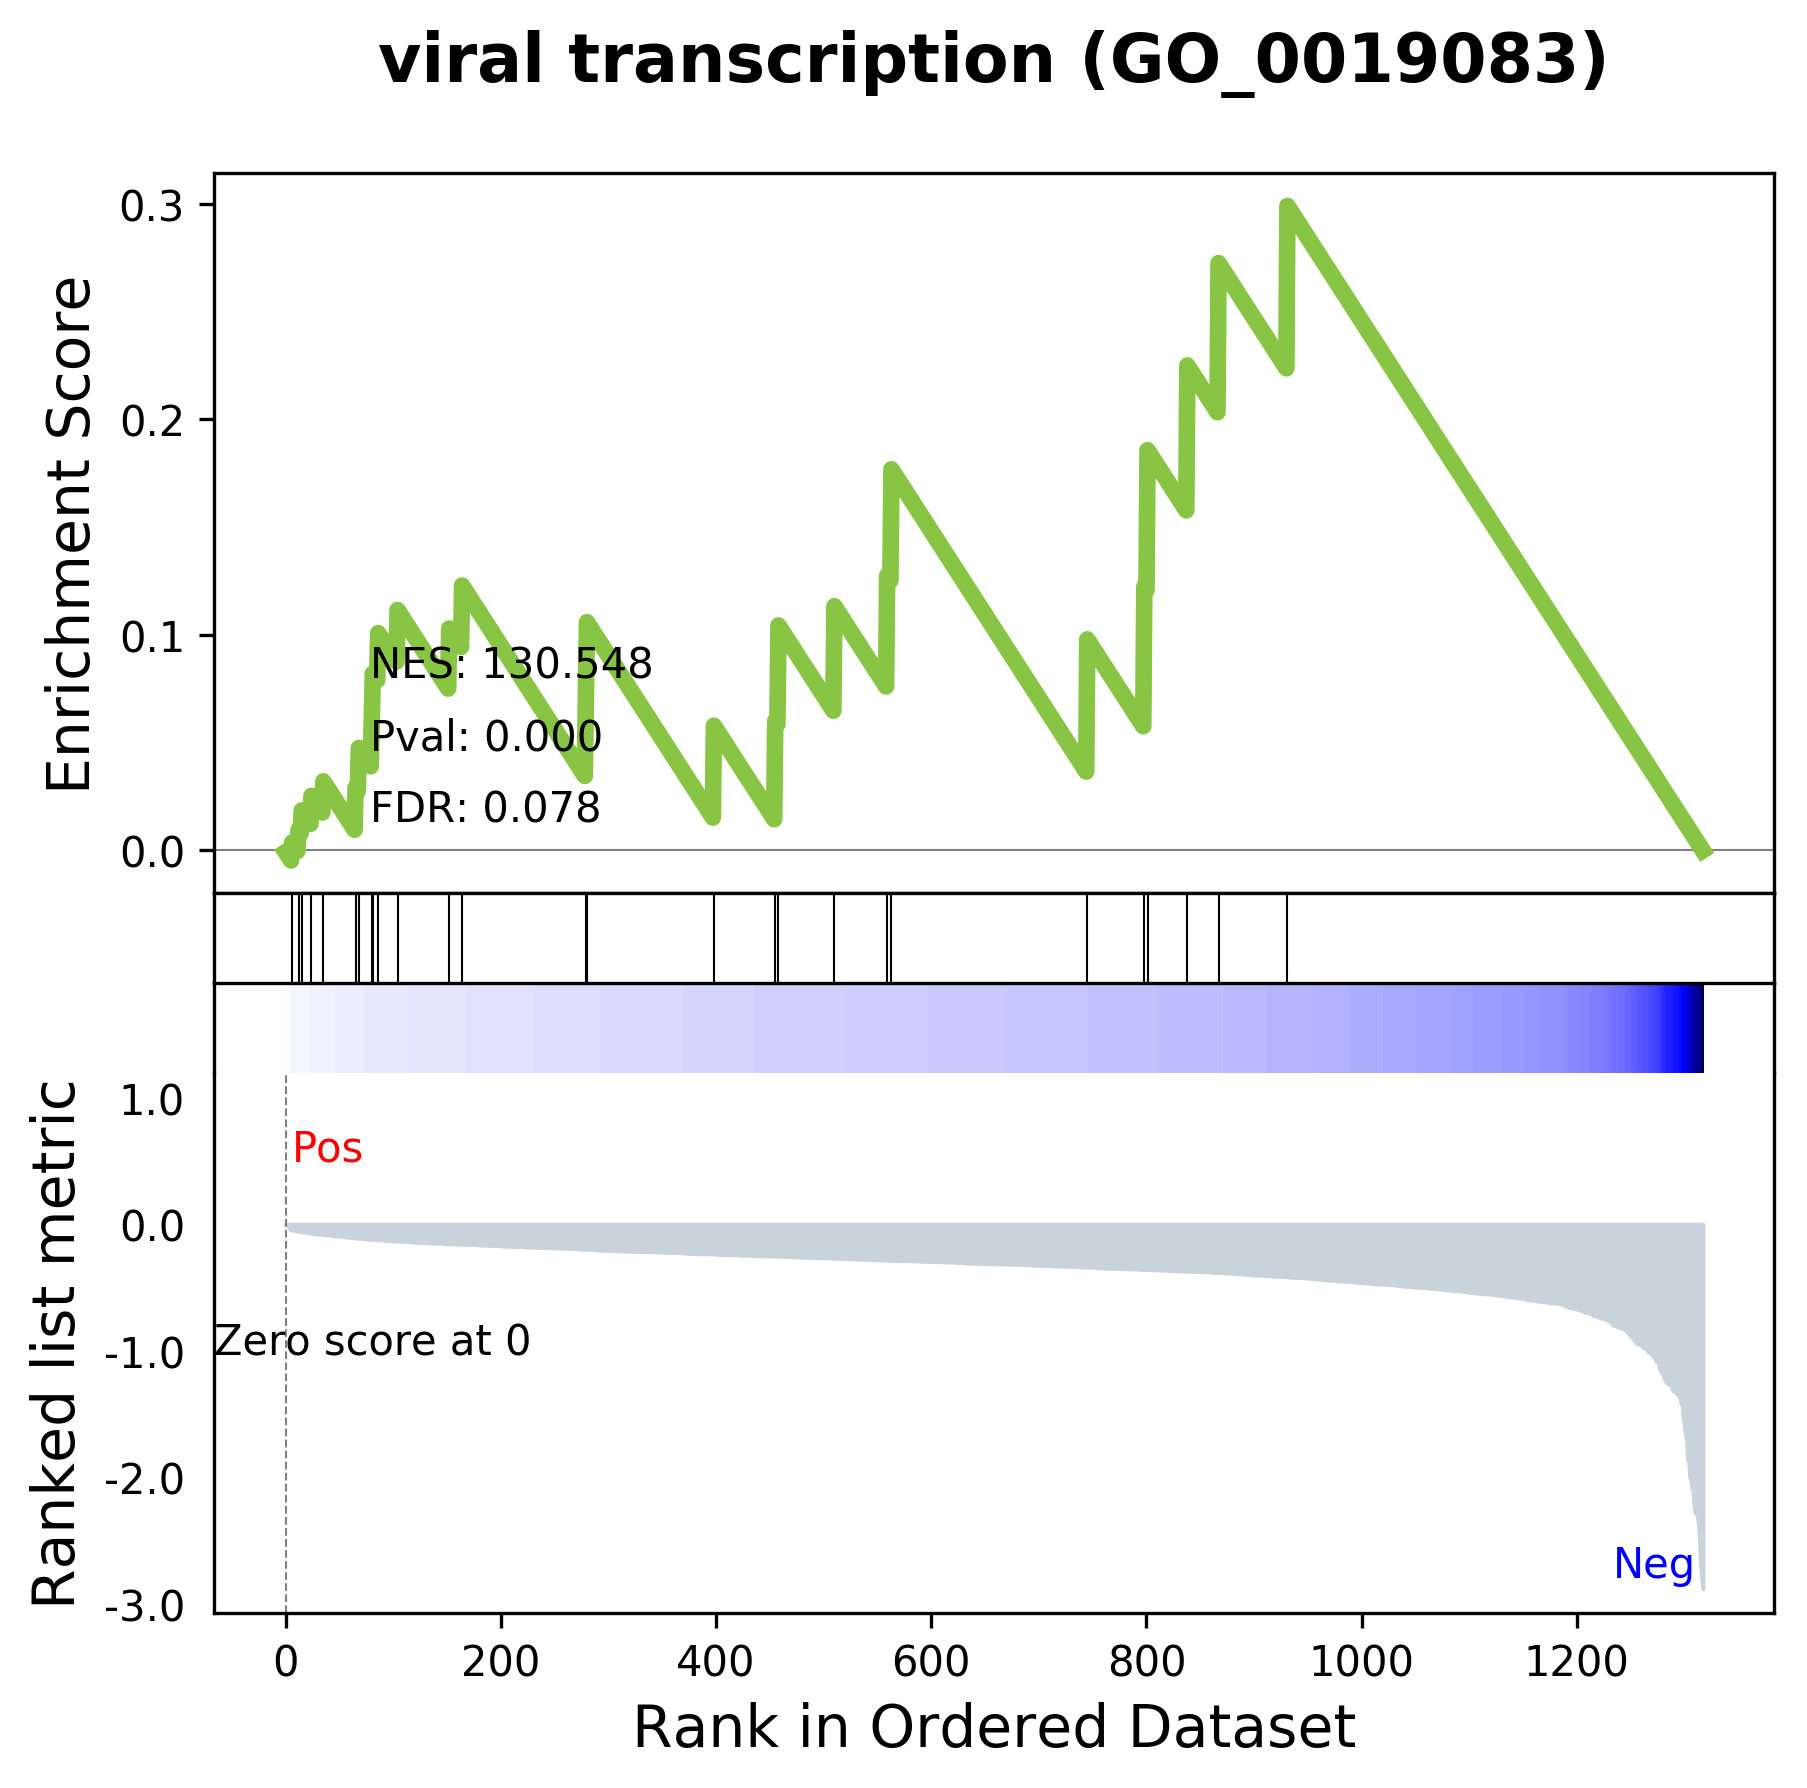 viral transcription (GO_0019083)
Enrichment Score
0.3
0.2
0.1
0.0
NES: 130.548
Pval: 0.000
FDR: 0.078
Ranked list metric
1.0
0.0
-1.0
-2.0
-3.0
Pos
Zero score at 0
Neg
0 200 400 600 800 1000 1200
Rank in Ordered Dataset